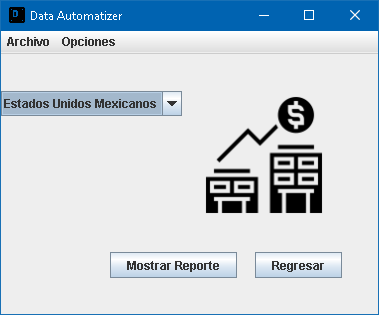 Data Automatizer
Archivo Opciones
Estados Unidos Mexicanos
$
Mostrar Reporte Regresar